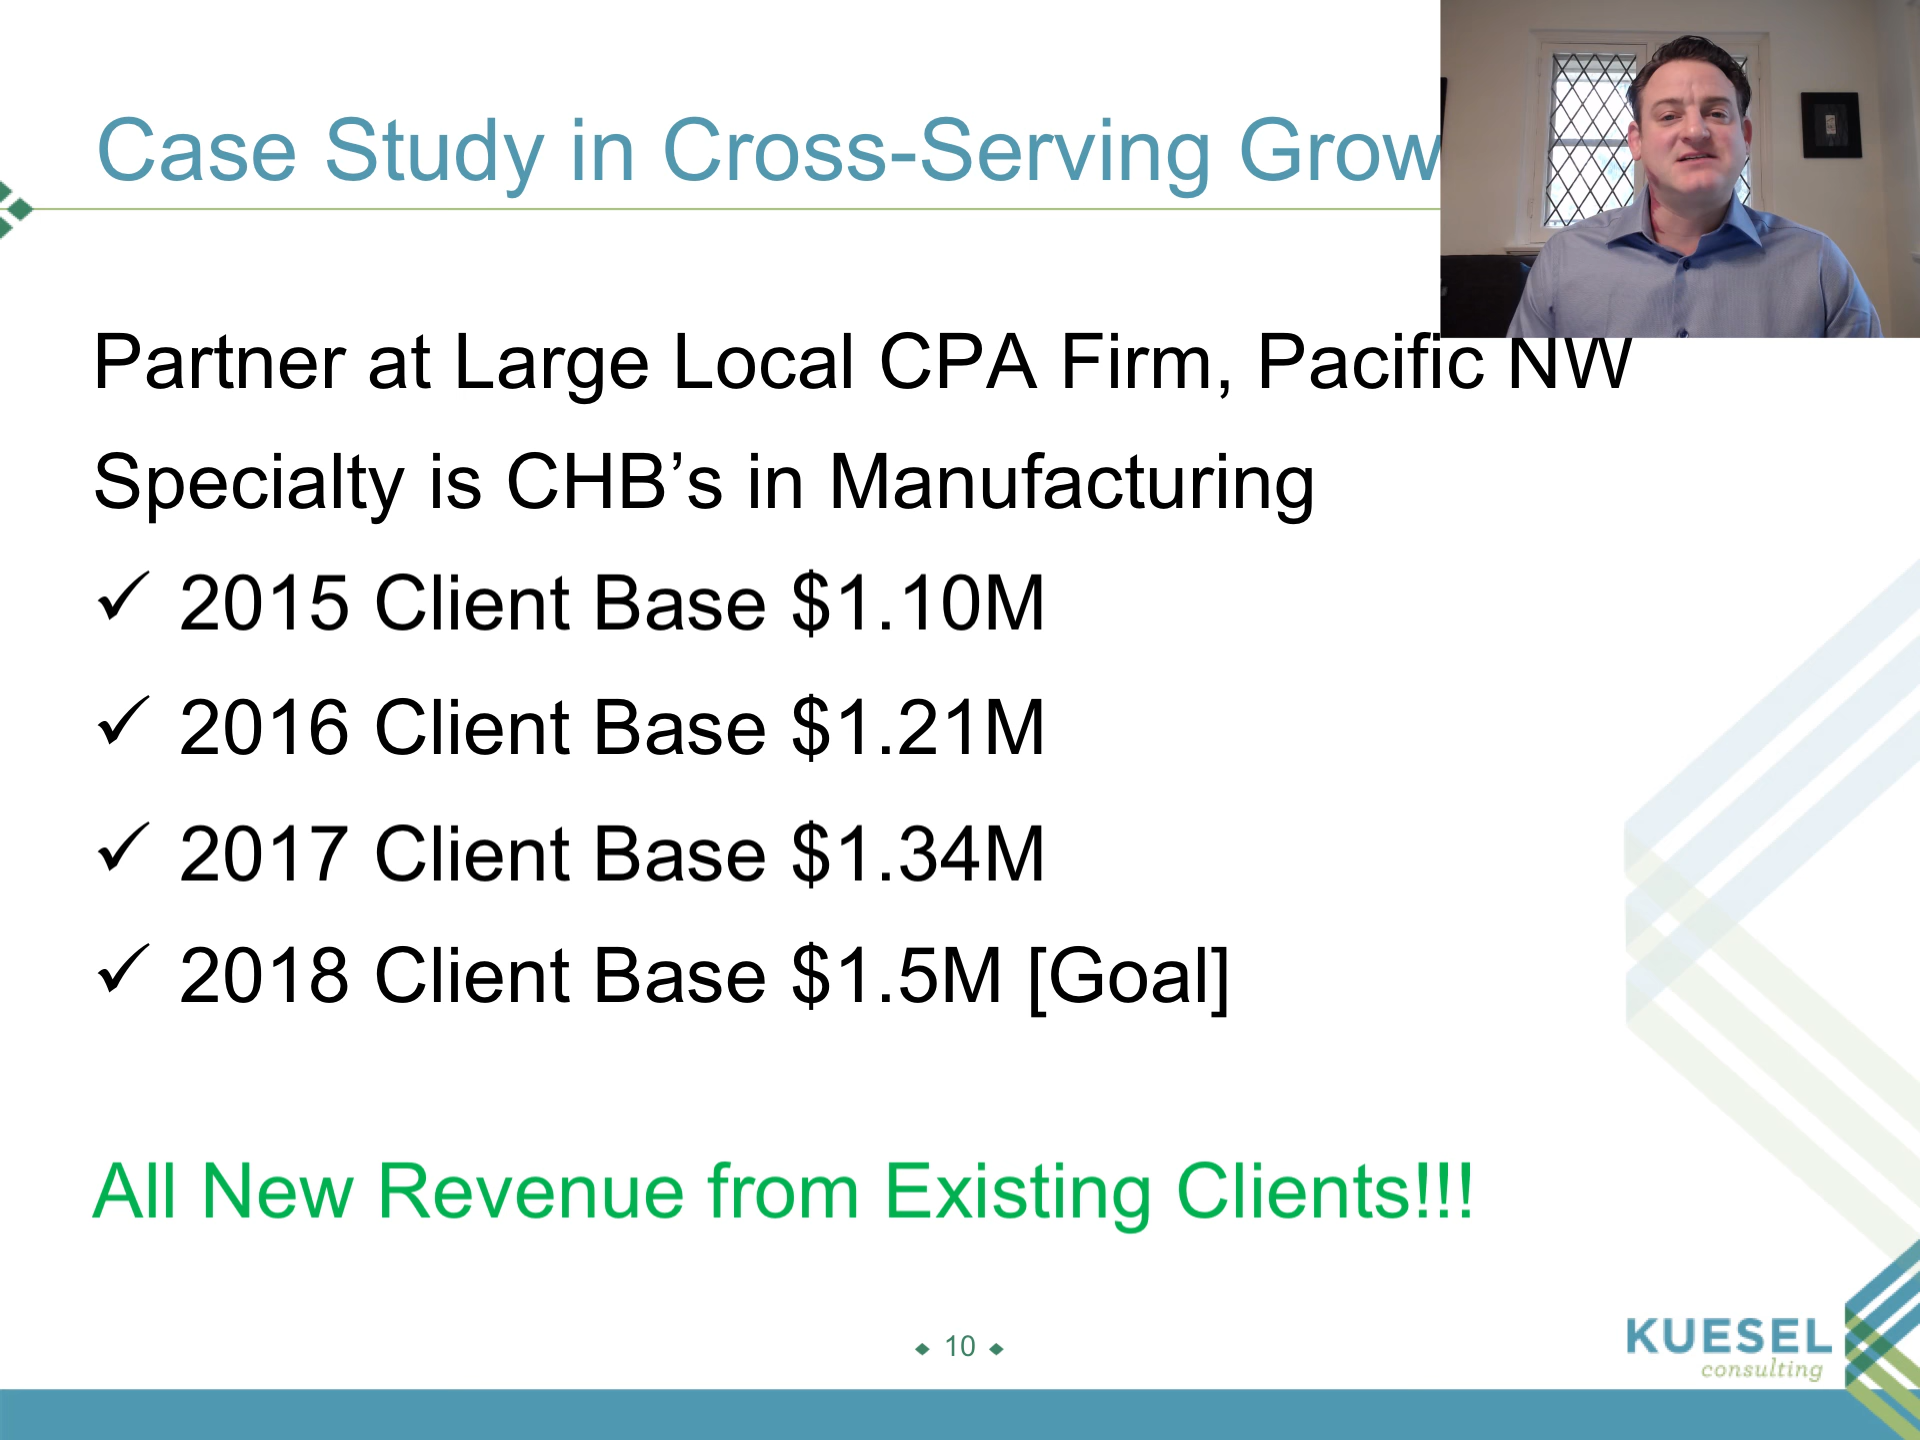 Case Study in Cross-Serving Grow
Partner at Large Local CPA Firm, Pacific NW
Specialty is CHB’s in Manufacturing
✓ 2015 Client Base $1.10M
✓ 2016 Client Base $1.21M
✓ 2017 Client Base $1.34M
✓ 2018 Client Base $1.5M [Goal]
All New Revenue from Existing Clients!!!
10
KUESEL
consulting